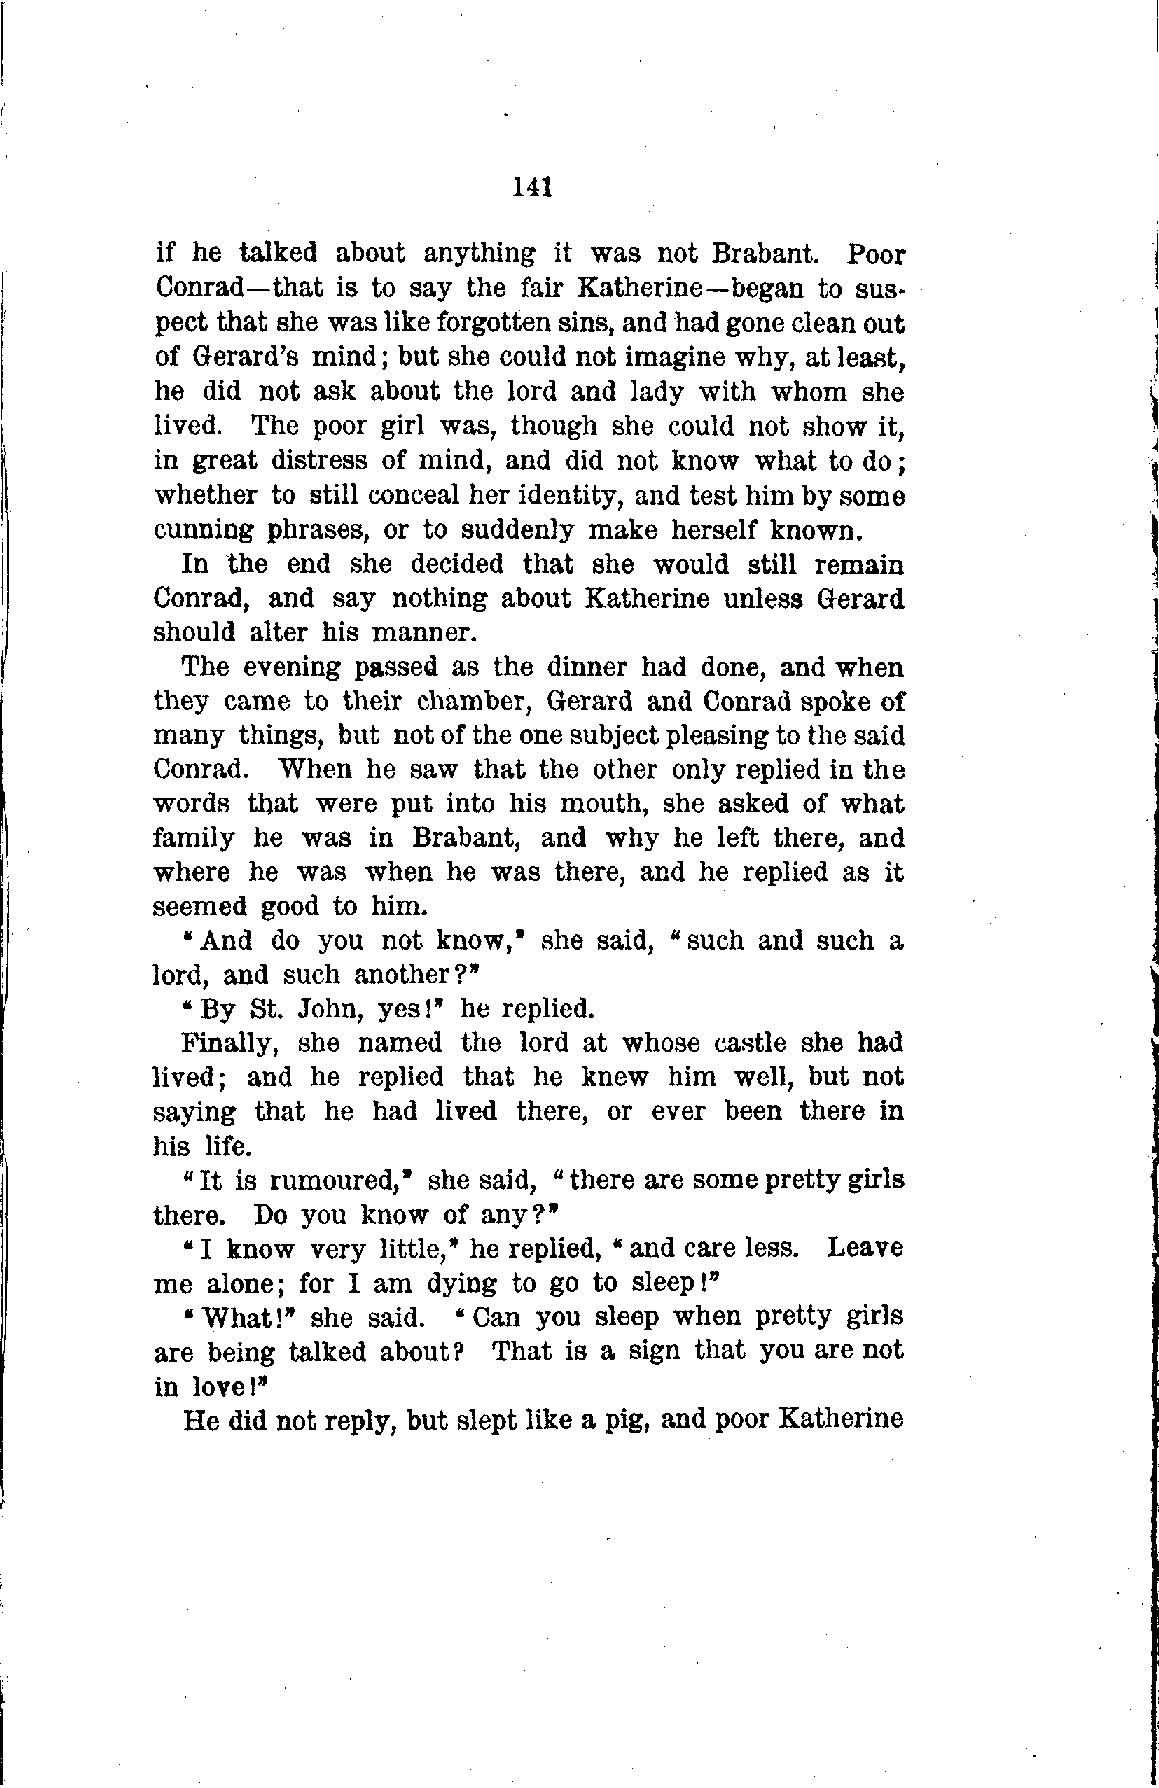 141
if he talked about anything it was not Brabant. Poor
Conrad—that is to say the fair Katherine—began to sus-
pect that she was like forgotten sins, and had gone clean out
of Gerard's mind; but she could not imagine why, at least,
he did not ask about the lord and lady with whom she
lived. The poor girl was, though she could not show it,
in great distress of mind, and did not know what to do;
whether to still conceal her identity, and test him by some
cunning phrases, or to suddenly make herself known.
In the end she decided that she would still remain
Conrad, and say nothing about Katherine unless Gerard
should alter his manner.
The evening passed as the dinner had done, and when
they came to their chamber, Gerard and Conrad spoke of
many things, but not of the one subject pleasing to the said
Conrad. When he saw that the other only replied in the
words that were put into his mouth, she asked of what
family he was in Brabant, and why he left there, and
where he was when he was there, and he replied as it
seemed good to him.
"And do you not know," she said, "such and such a
lord, and such another?"
"By St. John, yes!" he replied.
Finally, she named the lord at whose castle she had
lived; and he replied that he knew him well, but not
saying that he had lived there, or ever been there in
his life.
"It is rumoured," she said, "there are some pretty girls
there. Do you know of any?"
"I know very little," he replied, "and care less. Leave
me alone; for I am dying to go to sleep!"
"What!" she said. "Can you sleep when pretty girls
are being talked about? That is a sign that you are not
in love!"
He did not reply, but slept like a pig, and poor Katherine